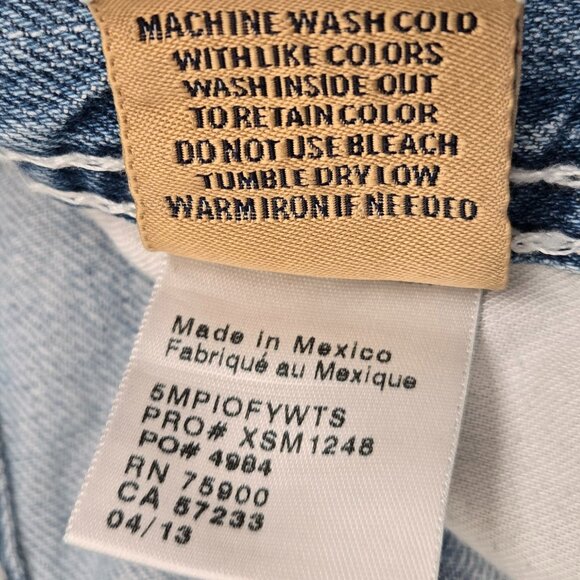 MACHINE WASH COLD
WITH LIKE COLORS
WASH INSIDE OUT
TO RETAIN COLOR
DO NOT USE BLEACH
TUMBLE DRY LOW
WARM IRON IF NEEDED
Made in Mexico
Fabriqué au Mexique
5MPIOFYWTS
PRO# XSM1248
PO# 4984
RN 75900
CA 57233
04/13